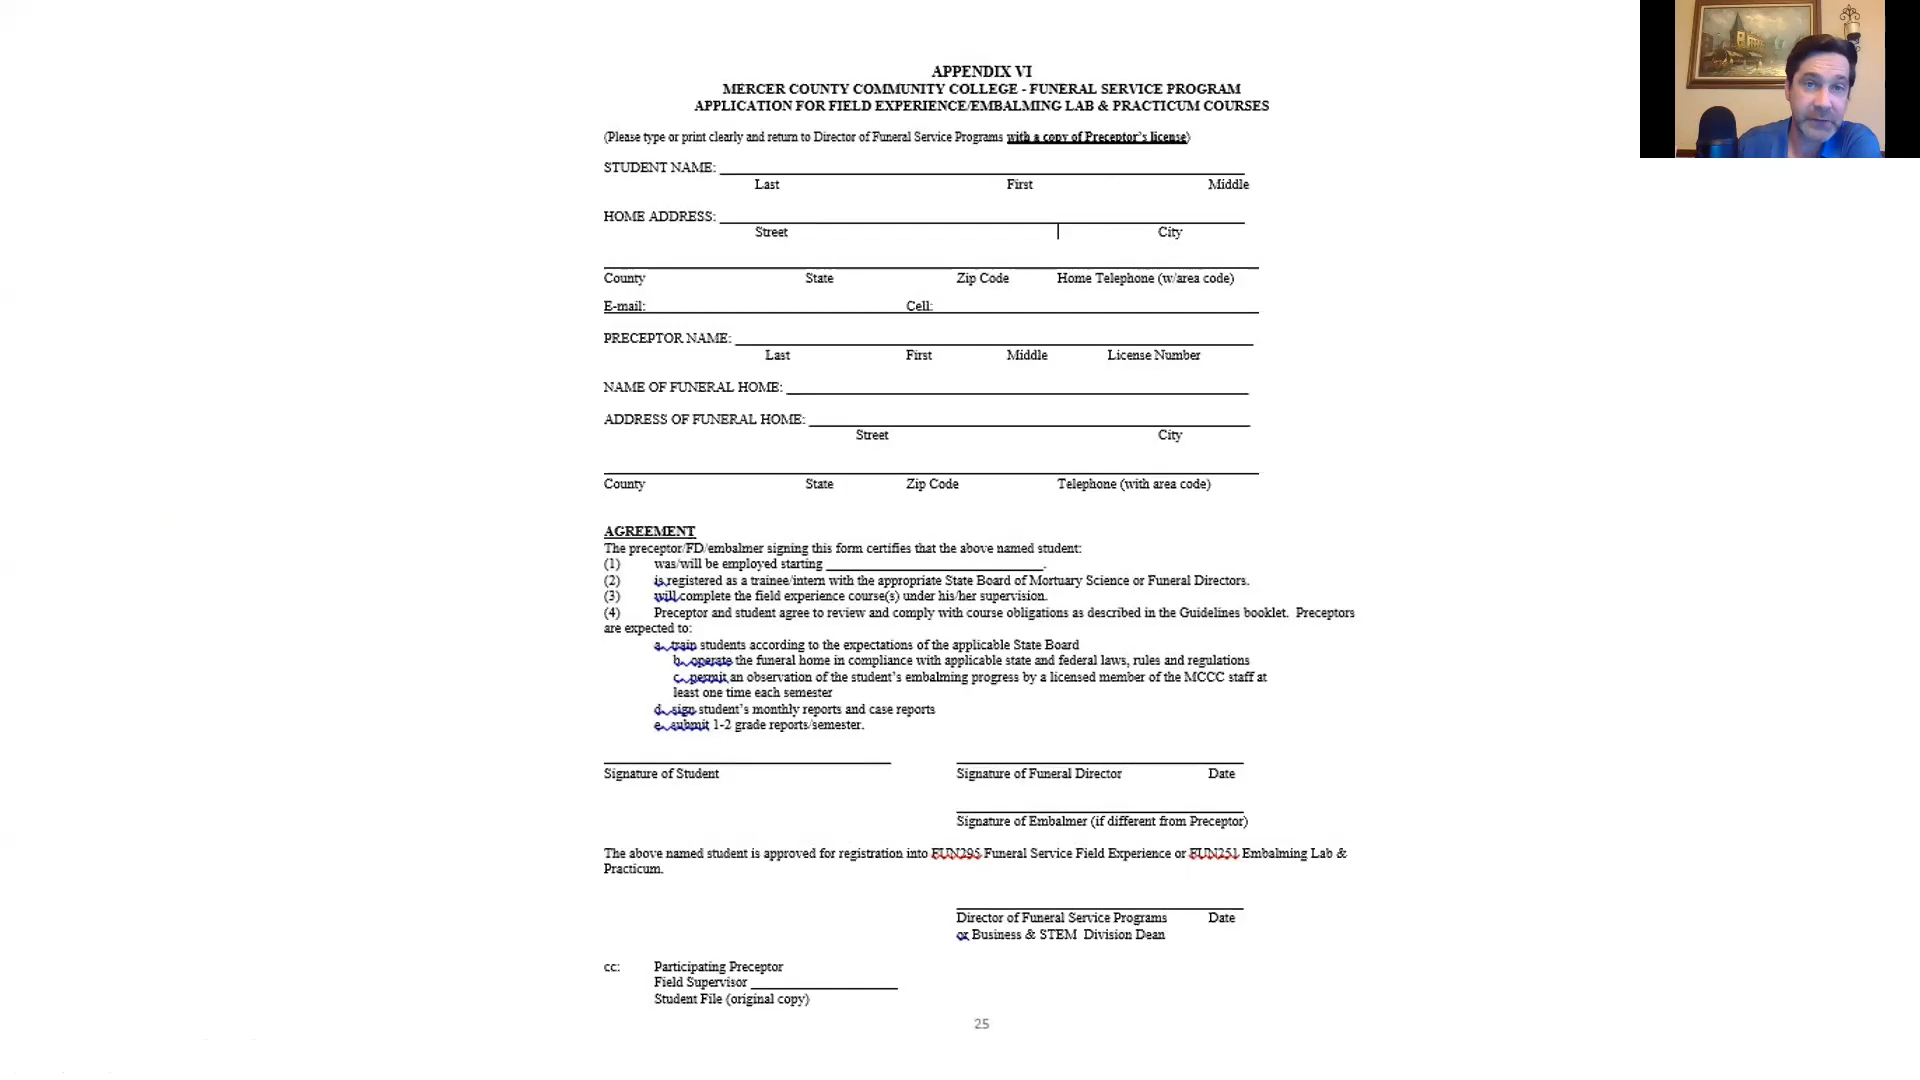 APPENDIX VI
MERCER COUNTY COMMUNITY COLLEGE - FUNERAL SERVICE PROGRAM
APPLICATION FOR FIELD EXPERIENCE/EMBALMING LAB & PRACTICUM COURSES
(Please type or print clearly and return to Director of Funeral Service Programs with a copy of Preceptor's license)
STUDENT NAME:
Last First Middle
HOME ADDRESS:
Street City
County State Zip Code Home Telephone (w/area code)
E-mail: Cell:
PRECEPTOR NAME:
Last First Middle License Number
NAME OF FUNERAL HOME:
ADDRESS OF FUNERAL HOME:
Street City
County State Zip Code Telephone (with area code)
AGREEMENT
The preceptor/FD/embalmer signing this form certifies that the above named student:
(1) was/will be employed starting .
(2) is registered as a trainee/intern with the appropriate State Board of Mortuary Science or Funeral Directors.
(3) will complete the field experience course(s) under his/her supervision.
(4) Preceptor and student agree to review and comply with course obligations as described in the Guidelines booklet. Preceptors
are expected to:
a. train students according to the expectations of the applicable State Board
b. operate the funeral home in compliance with applicable state and federal laws, rules and regulations
c. permit an observation of the student's embalming progress by a licensed member of the MCCC staff at
least one time each semester
d. sign student's monthly reports and case reports
e. submit 1-2 grade reports/semester.
Signature of Student Signature of Funeral Director Date
Signature of Embalmer (if different from Preceptor)
The above named student is approved for registration into FUN295 Funeral Service Field Experience or FUN251 Embalming Lab &
Practicum.
Director of Funeral Service Programs Date
or Business & STEM Division Dean
cc: Participating Preceptor
Field Supervisor
Student File (original copy)
25